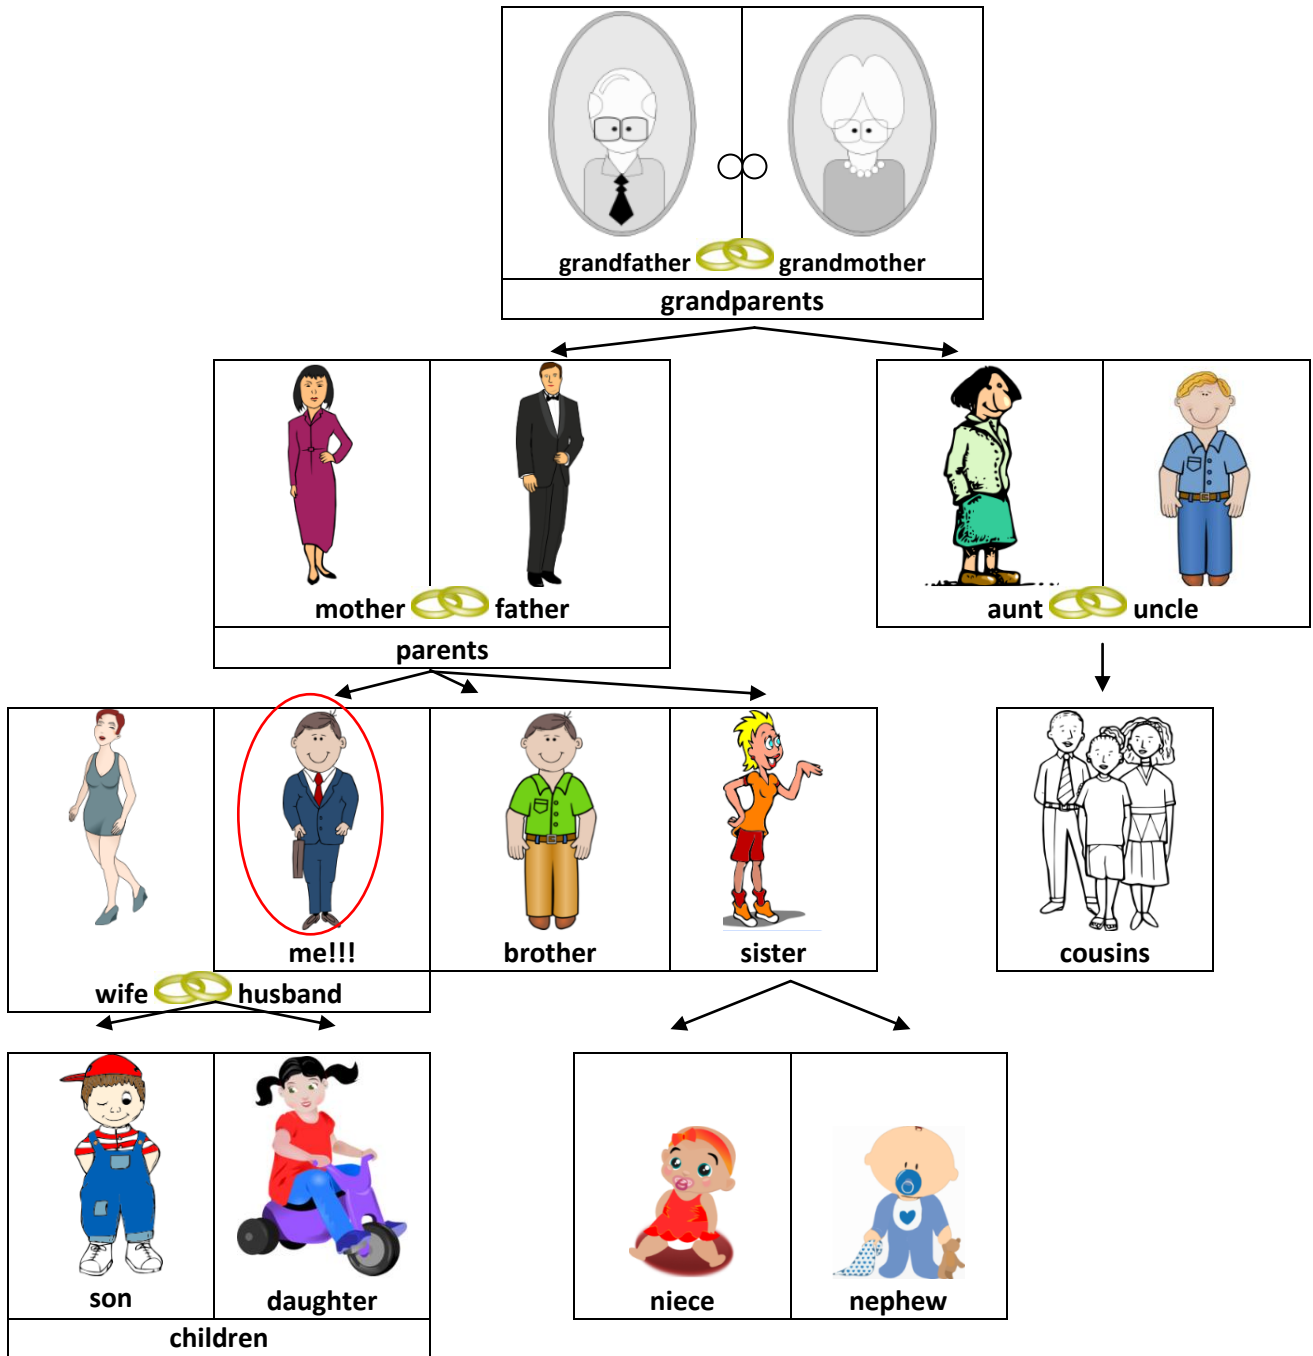 grandfather grandmother
grandparents
mother father
aunt uncle
parents
me!!! brother sister cousins
wife husband
son daughter niece nephew
children